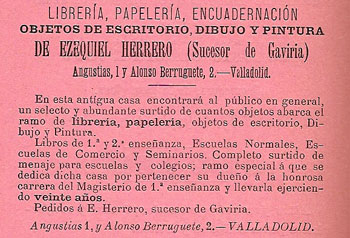 LIBRERÍA, PAPELERÍA, ENCUADERNACIÓN
OBJETOS DE ESCRITORIO, DIBUJO Y PINTURA
DE EZEQUIEL HERRERO (Sucesor de Gaviria)
Angustias, 1 y Alonso Berruguete, 2.—Valladolid.
En esta antigua casa encontrará al público en general,
un selecto y abundante surtido de cuantos objetos abarca el
ramo de librería, papelería, objetos de escritorio, Di-
bujo y Pintura.
Libros de 1.ª y 2.ª enseñanza, Escuelas Normales, Es-
cuelas de Comercio y Seminarios. Completo surtido de
menaje para escuelas y colegios; ramo especial á que se
dedica dicha casa por pertenecer su dueño á la honrosa
carrera del Magisterio de 1.ª enseñanza y llevarla ejercien-
do veinte años.
Pedidos á E. Herrero, sucesor de Gaviria.
Angustias 1, y Alonso Berruguete, 2.—VALLADOLID.